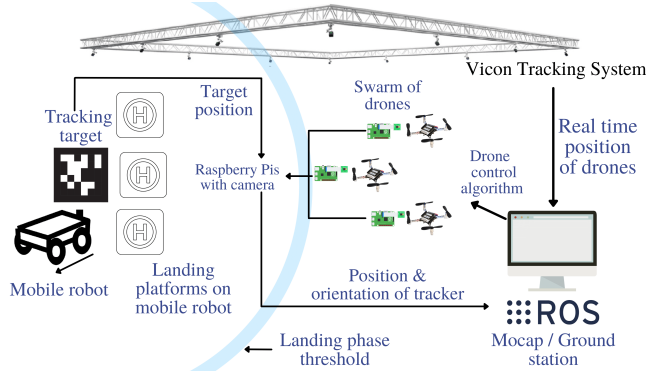 Vicon Tracking System
Target
position
Swarm of
drones
Tracking
target
H
H
H
Raspberry Pis
with camera
Drone
control
algorithm
Real time
position
of drones
Mobile robot
Landing
platforms on
mobile robot
Position &
orientation of tracker
ROS
Mocap / Ground
station
Landing phase
threshold